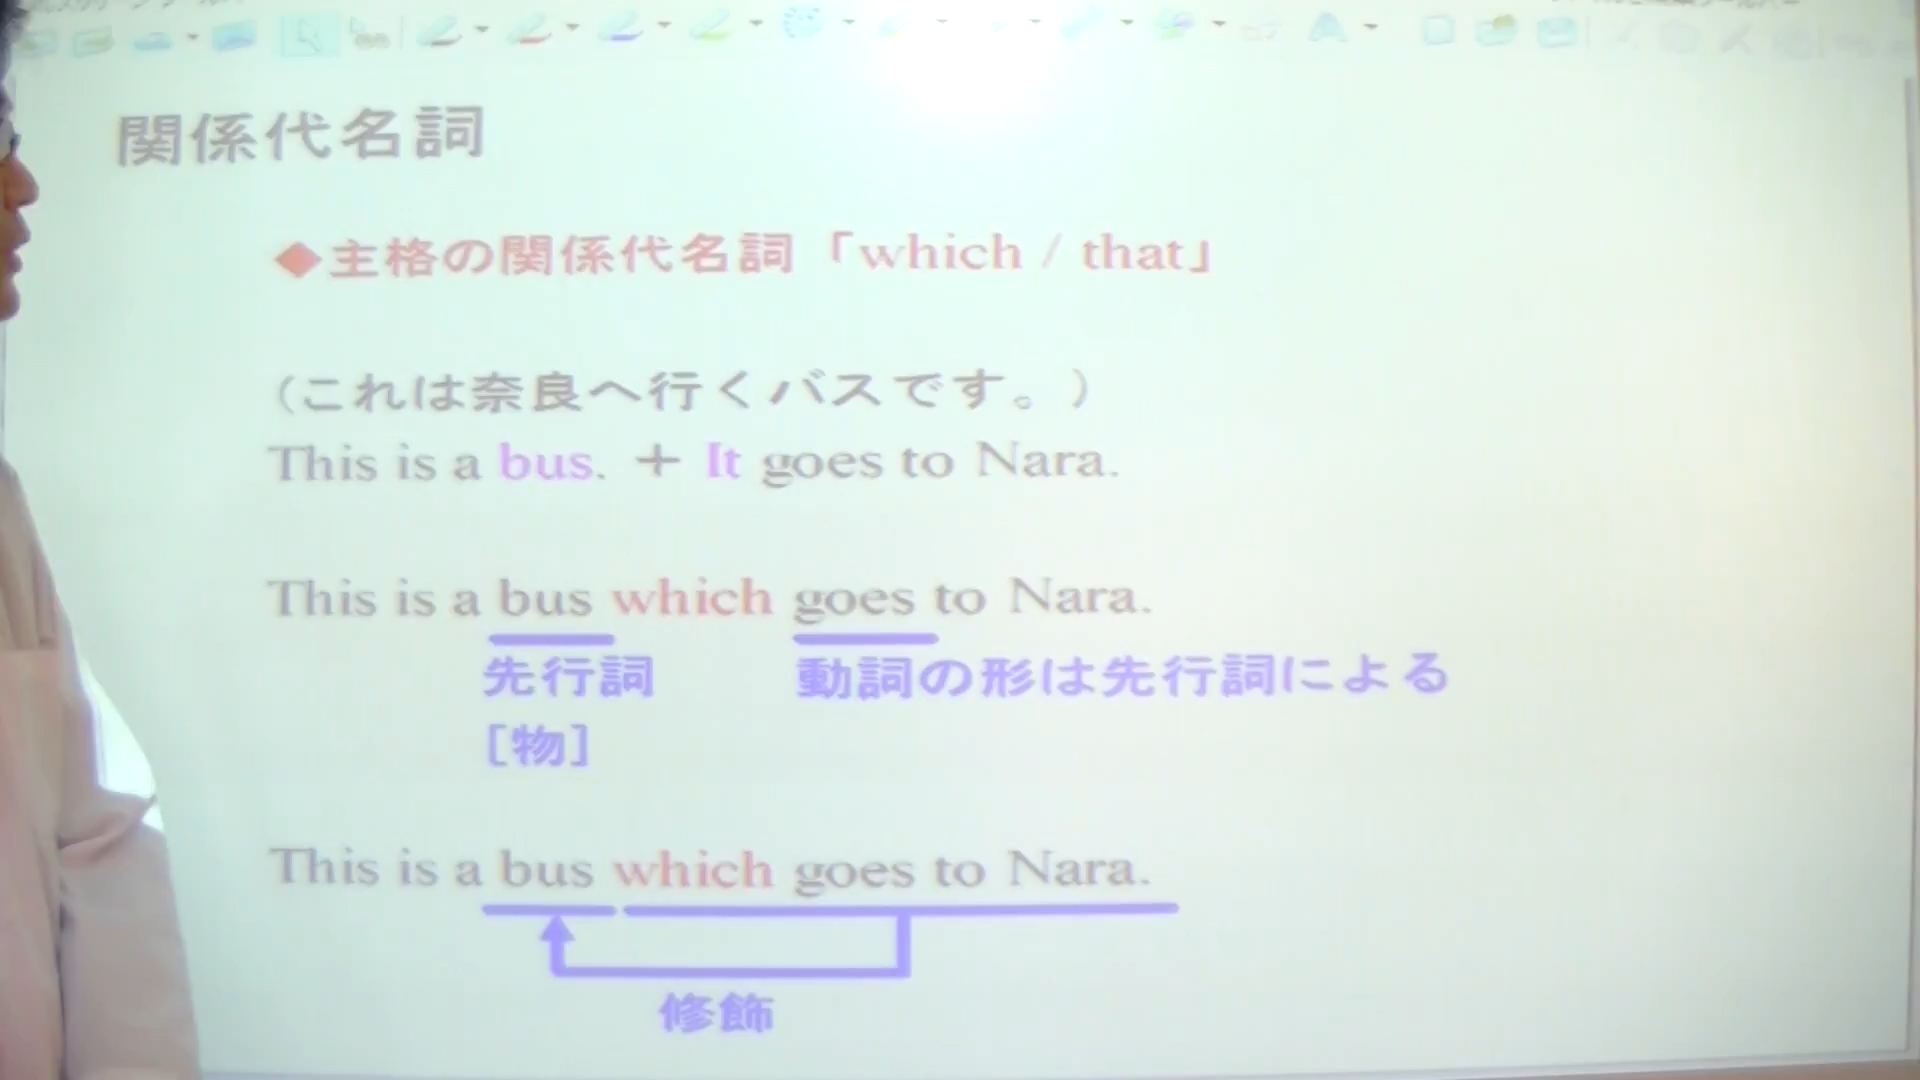 関係代名詞
◆主格の関係代名詞「which / that」
（これは奈良へ行くバスです。）
This is a bus. + It goes to Nara.
This is a bus which goes to Nara.
先行詞 動詞の形は先行詞による
[物]
This is a bus which goes to Nara.
修飾